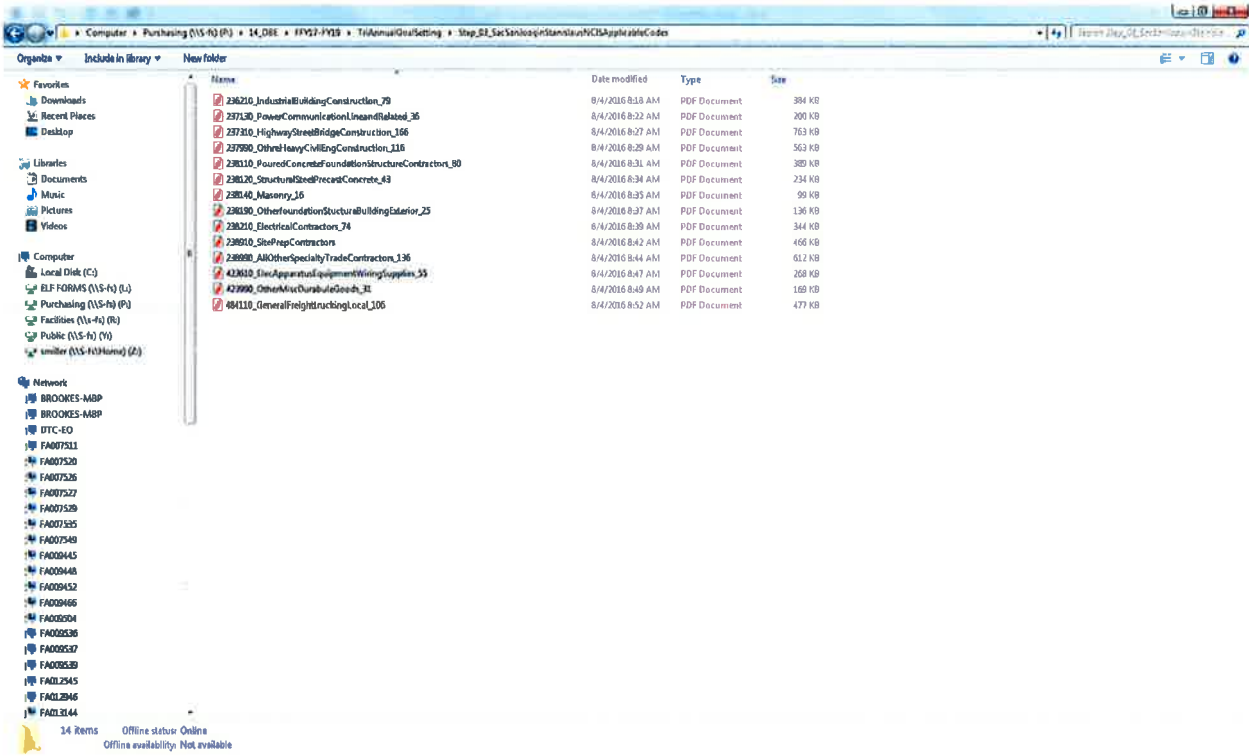 Computer ▸ Purchasing (\\S-fs) (P:) ▸ 14_DBE ▸ FFY17-FY19 ▸ TriAnnualGoalSetting ▸ Step_03_SacSanJoaqinStanislausNCISApplicableCodes
Organize ▼ Include in library ▼ New folder
Name Date modified Type Size
Favorites
Downloads
Recent Places
Desktop
Libraries
Documents
Music
Pictures
Videos
Computer
Local Disk (C:)
ELF FORMS (\\S-fs) (L:)
Purchasing (\\S-fs) (P:)
Facilities (\\s-fs) (R:)
Public (\\S-fs) (Y:)
smiller (\\S-fs\Home) (Z:)
Network
BROOKES-MBP
BROOKES-MBP
DTC-EO
FA007511
FA007520
FA007526
FA007527
FA007529
FA007535
FA007549
FA009445
FA009448
FA009452
FA009466
FA009504
FA009536
FA009537
FA009539
FA012545
FA012946
FA013144
236210_IndustrialBuildingConstruction_79 8/4/2016 8:18 AM PDF Document 384 KB
237130_PowerCommunicationLineandRelated_36 8/4/2016 8:22 AM PDF Document 200 KB
237310_HighwayStreetBridgeConstruction_166 8/4/2016 8:27 AM PDF Document 763 KB
237990_OthreHeavyCivilEngConstruction_116 8/4/2016 8:29 AM PDF Document 563 KB
238110_PouredConcreteFoundationStructureContractors_80 8/4/2016 8:31 AM PDF Document 389 KB
238120_StructuralSteelPrecastConcrete_43 8/4/2016 8:34 AM PDF Document 234 KB
238140_Masonry_16 8/4/2016 8:35 AM PDF Document 99 KB
238190_OtherfoundationStuctureBuildingExterior_25 8/4/2016 8:37 AM PDF Document 136 KB
238210_ElectricalContractors_74 8/4/2016 8:39 AM PDF Document 344 KB
238910_SitePrepContractors 8/4/2016 8:42 AM PDF Document 466 KB
238990_AllOtherSpecialtyTradeContractors_136 8/4/2016 8:44 AM PDF Document 612 KB
423610_ElecApparatusEquipmentWiringSupplies_55 8/4/2016 8:47 AM PDF Document 268 KB
423990_OtherMiscDurabuleGoods_31 8/4/2016 8:49 AM PDF Document 169 KB
484110_GeneralFreighttruckingLocal_106 8/4/2016 8:52 AM PDF Document 477 KB
14 items Offline status: Online
Offline availability: Not available